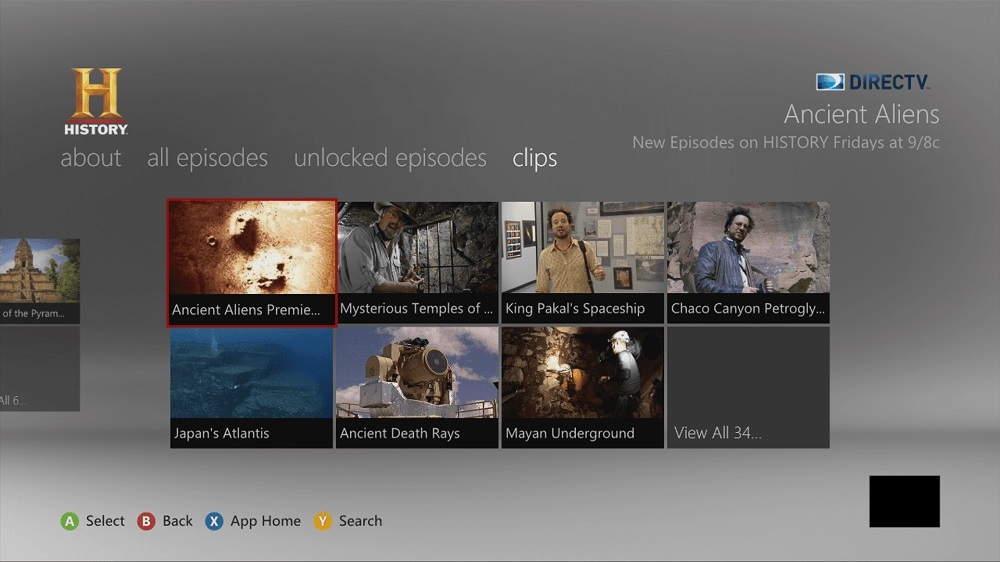 H
HISTORY
DIRECTV
Ancient Aliens
New Episodes on HISTORY Fridays at 9/8c
about all episodes unlocked episodes clips
of the Pyram...
All 6...
Ancient Aliens Premie...
Mysterious Temples of ...
King Pakal's Spaceship
Chaco Canyon Petrogly...
Japan's Atlantis
Ancient Death Rays
Mayan Underground
View All 34...
A Select B Back X App Home Y Search